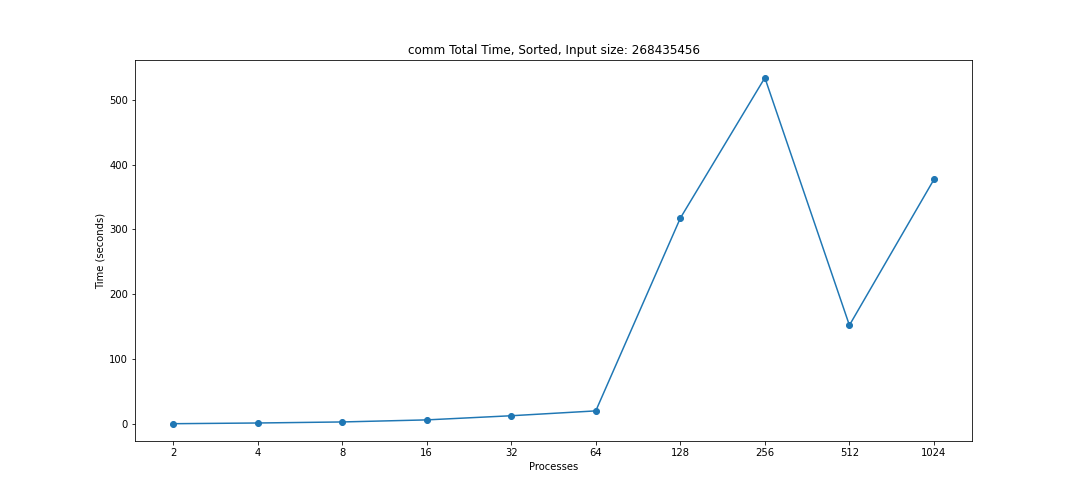 comm Total Time, Sorted, Input size: 268435456
500
400
300
200
100
0
Time (seconds)
2 4 8 16 32 64 128 256 512 1024
Processes